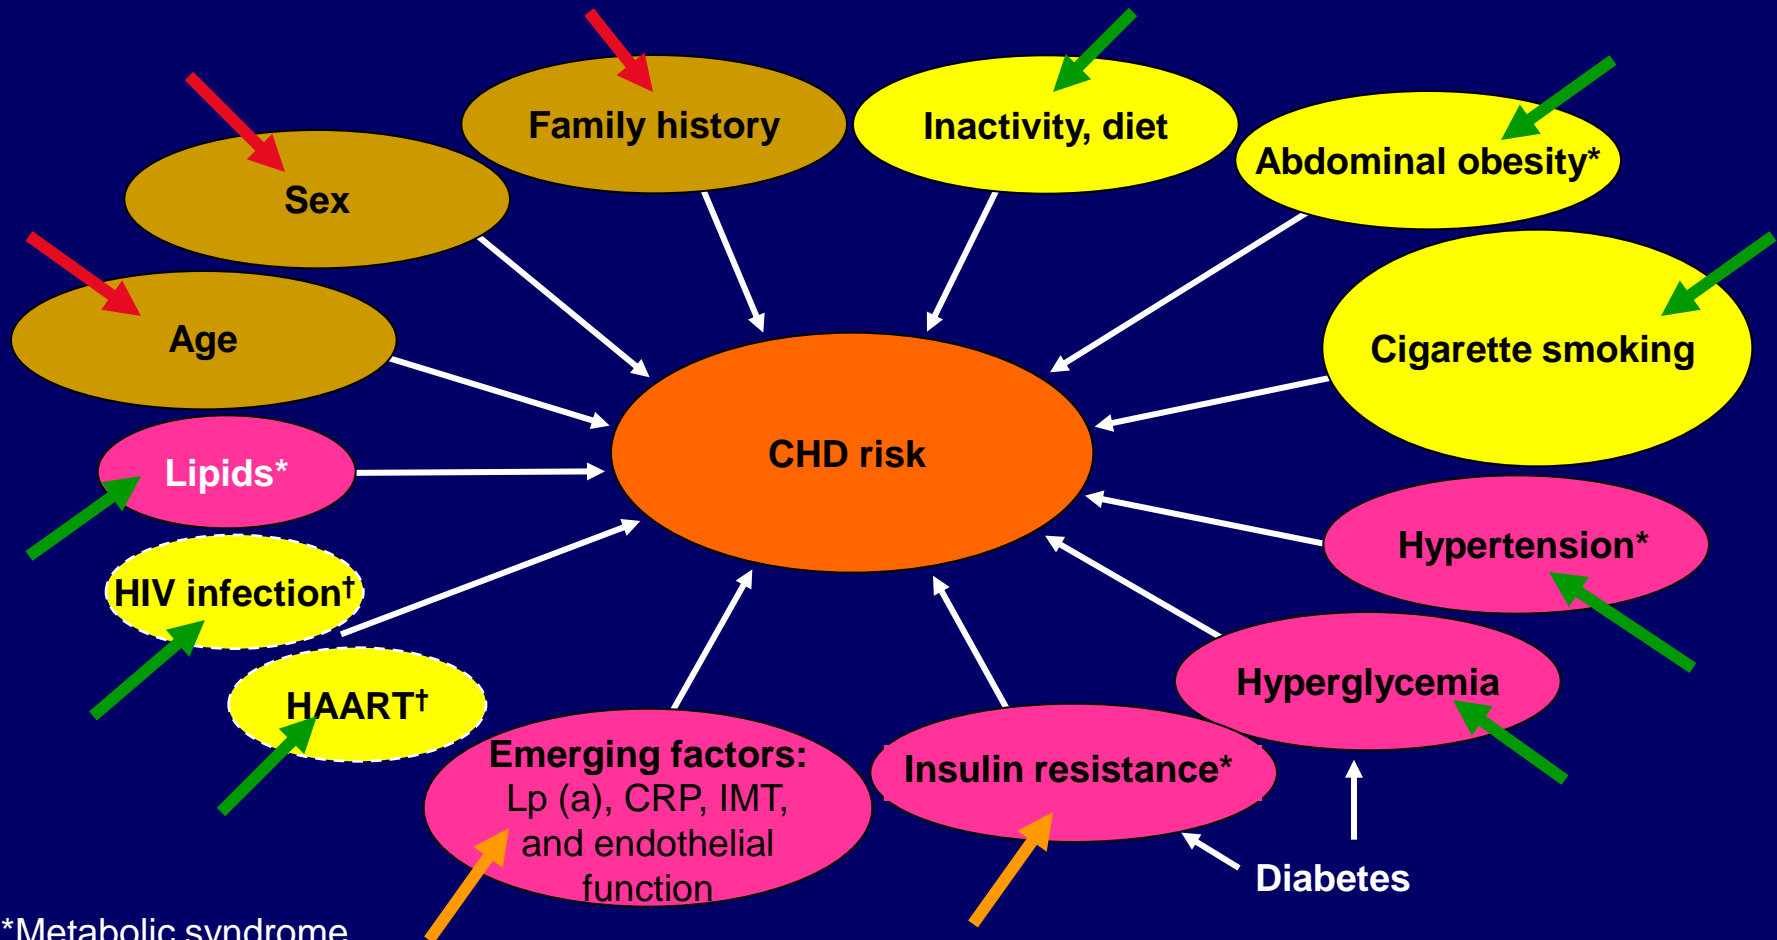 Family history
Inactivity, diet
Abdominal obesity*
Sex
Age
Cigarette smoking
CHD risk
Lipids*
Hypertension*
HIV infection†
Hyperglycemia
HAART†
Emerging factors:
Lp (a), CRP, IMT,
and endothelial
function
Insulin resistance*
Diabetes
*Metabolic syndrome